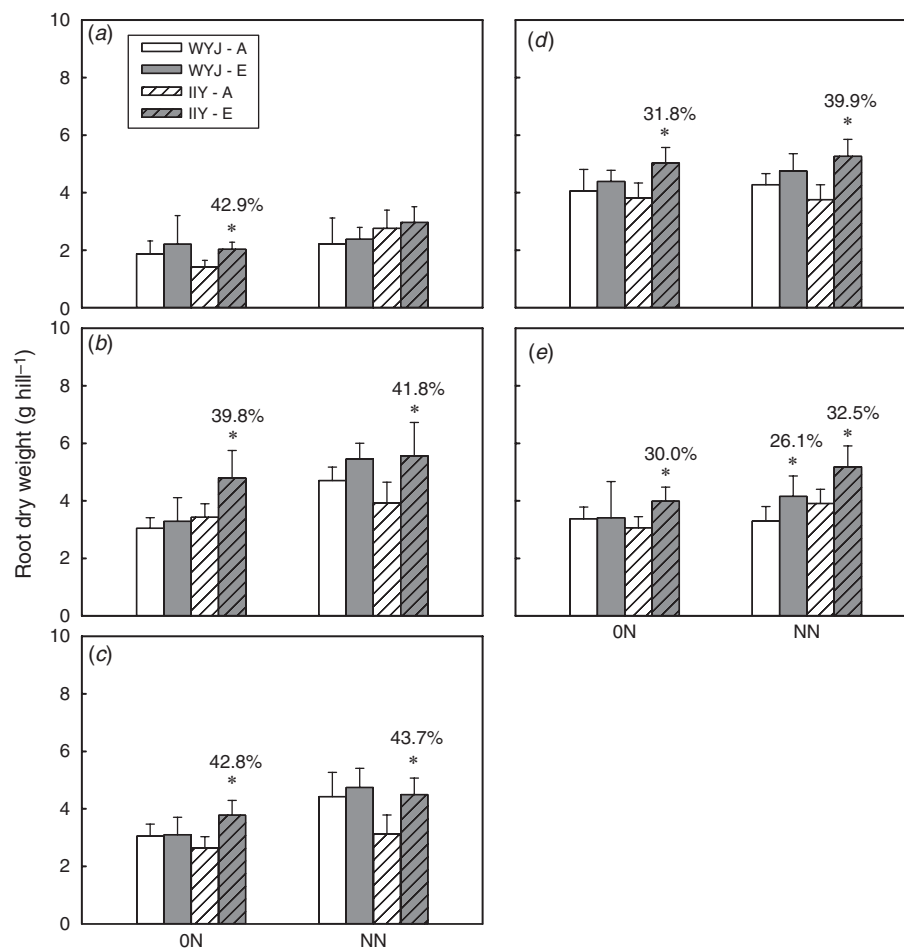 Root dry weight (g hill⁻¹)
(a)
WYJ - A
WYJ - E
IIY - A
IIY - E
10
8
6
4
2
0
42.9%
*
(d)
31.8%
*
39.9%
*
(b)
10
8
6
4
2
0
39.8%
*
41.8%
*
(e)
30.0%
*
26.1%
*
32.5%
*
0N
NN
(c)
10
8
6
4
2
0
42.8%
*
43.7%
*
0N
NN